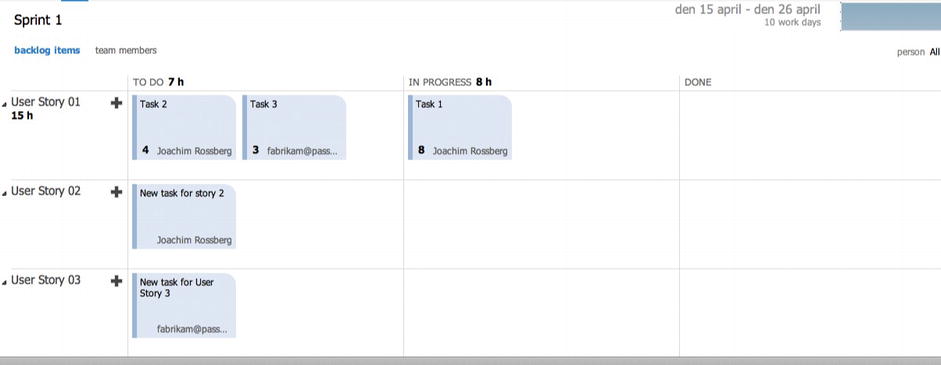 Sprint 1
den 15 april - den 26 april
10 work days
backlog items team members
person All
TO DO 7 h IN PROGRESS 8 h DONE
User Story 01
15 h
Task 2
4 Joachim Rossberg
Task 3
3 fabrikam@pass...
Task 1
8 Joachim Rossberg
User Story 02
New task for story 2
Joachim Rossberg
User Story 03
New task for User
Story 3
fabrikam@pass...